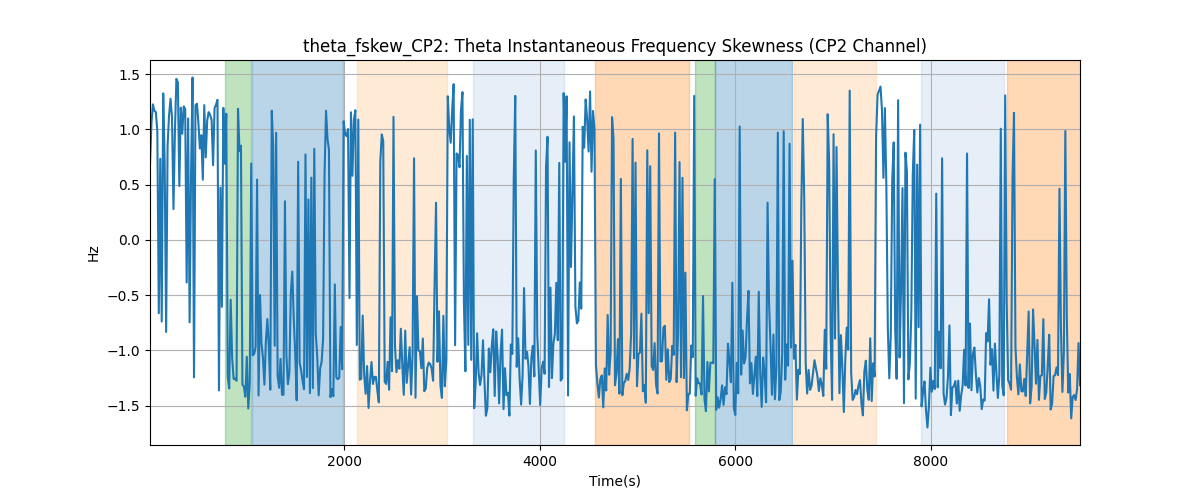 theta_fskew_CP2: Theta Instantaneous Frequency Skewness (CP2 Channel)
1.5
1.0
0.5
0.0
−0.5
−1.0
−1.5
Hz
2000 4000 6000 8000
Time(s)